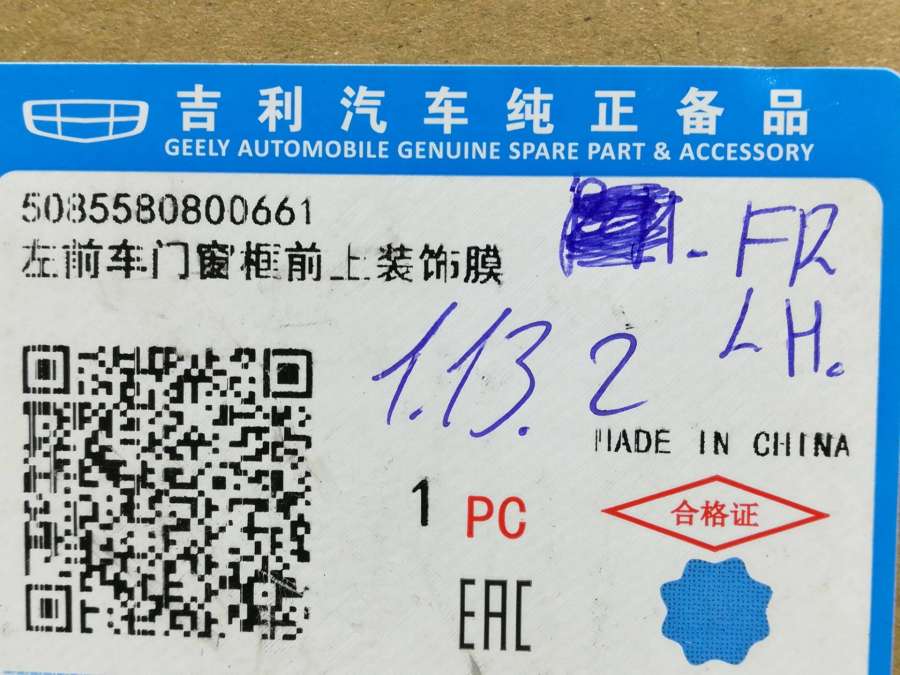 吉利汽车纯正备品
GEELY AUTOMOBILE GENUINE SPARE PART & ACCESSORY
5085580800661
左前车门窗框前上装饰膜
- FR
LH.
1.13.2
MADE IN CHINA
1 PC
合格证
EAC